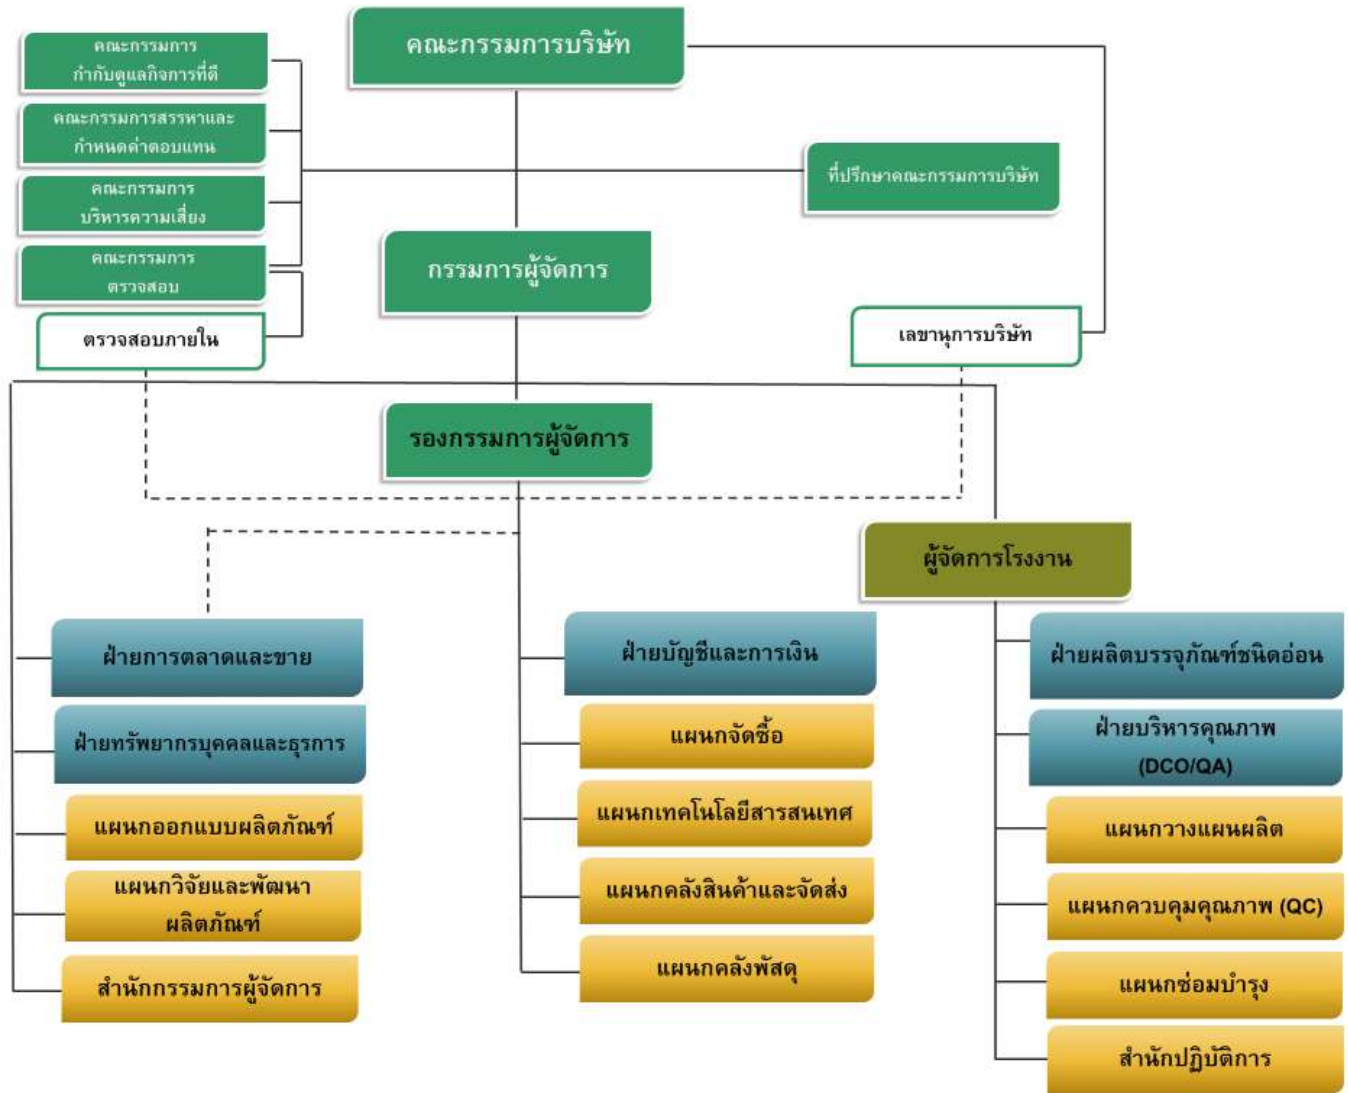 คณะกรรมการบริษัท
คณะกรรมการ
กำกับดูแลกิจการที่ดี
คณะกรรมการสรรหาและ
กำหนดค่าตอบแทน
คณะกรรมการ
บริหารความเสี่ยง
คณะกรรมการ
ตรวจสอบ
ตรวจสอบภายใน
ที่ปรึกษาคณะกรรมการบริษัท
กรรมการผู้จัดการ
เลขานุการบริษัท
รองกรรมการผู้จัดการ
ผู้จัดการโรงงาน
ฝ่ายการตลาดและขาย
ฝ่ายทรัพยากรบุคคลและธุรการ
แผนกออกแบบผลิตภัณฑ์
แผนกวิจัยและพัฒนา
ผลิตภัณฑ์
สำนักกรรมการผู้จัดการ
ฝ่ายบัญชีและการเงิน
แผนกจัดซื้อ
แผนกเทคโนโลยีสารสนเทศ
แผนกคลังสินค้าและจัดส่ง
แผนกคลังพัสดุ
ฝ่ายผลิตบรรจุภัณฑ์ชนิดอ่อน
ฝ่ายบริหารคุณภาพ
(DCO/QA)
แผนกวางแผนผลิต
แผนกควบคุมคุณภาพ (QC)
แผนกซ่อมบำรุง
สำนักปฏิบัติการ